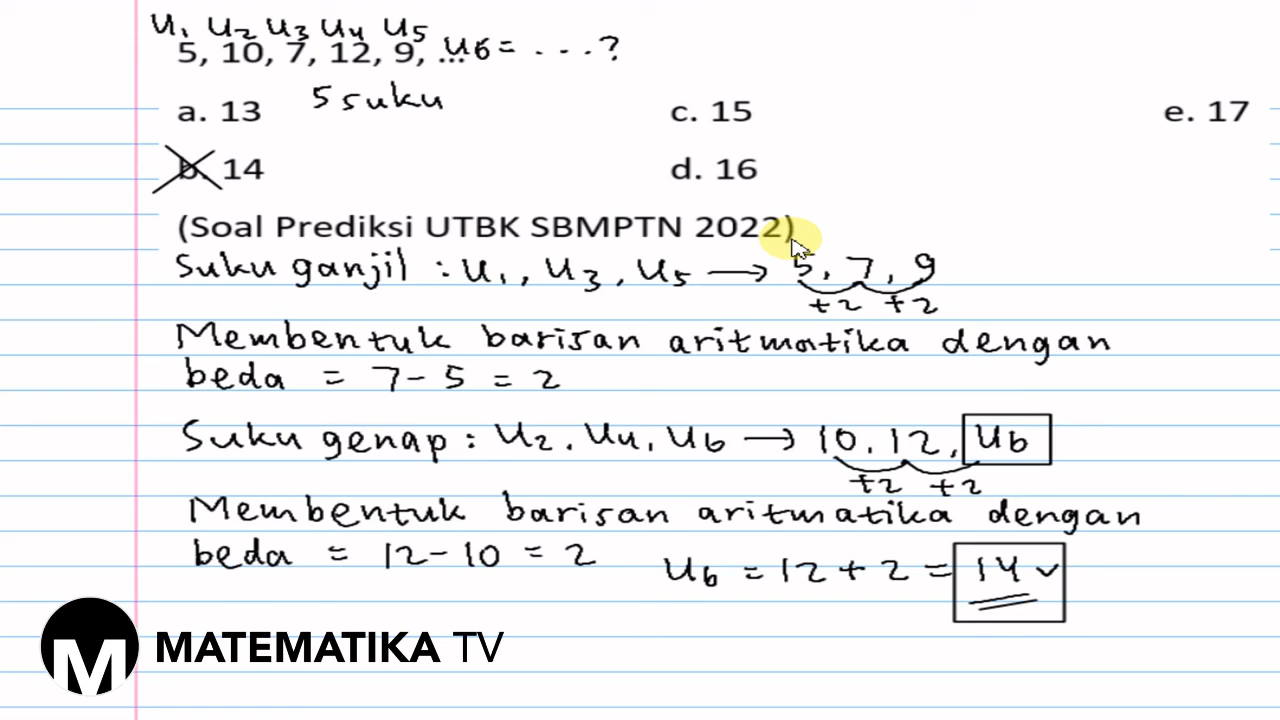 U1 U2 U3 U4 U5
5, 10, 7, 12, 9, ... U6 = ....?
5 suku
a. 13 c. 15 e. 17
b. 14 d. 16
(Soal Prediksi UTBK SBMPTN 2022)
Suku ganjil : U1, U3, U5 → 5, 7, 9
+2 +2
Membentuk barisan aritmatika dengan
beda = 7 - 5 = 2
Suku genap : U2, U4, U6 → 10, 12, U6
+2 +2
Membentuk barisan aritmatika dengan
beda = 12 - 10 = 2
U6 = 12 + 2 = 14 ✓
M MATEMATIKA TV